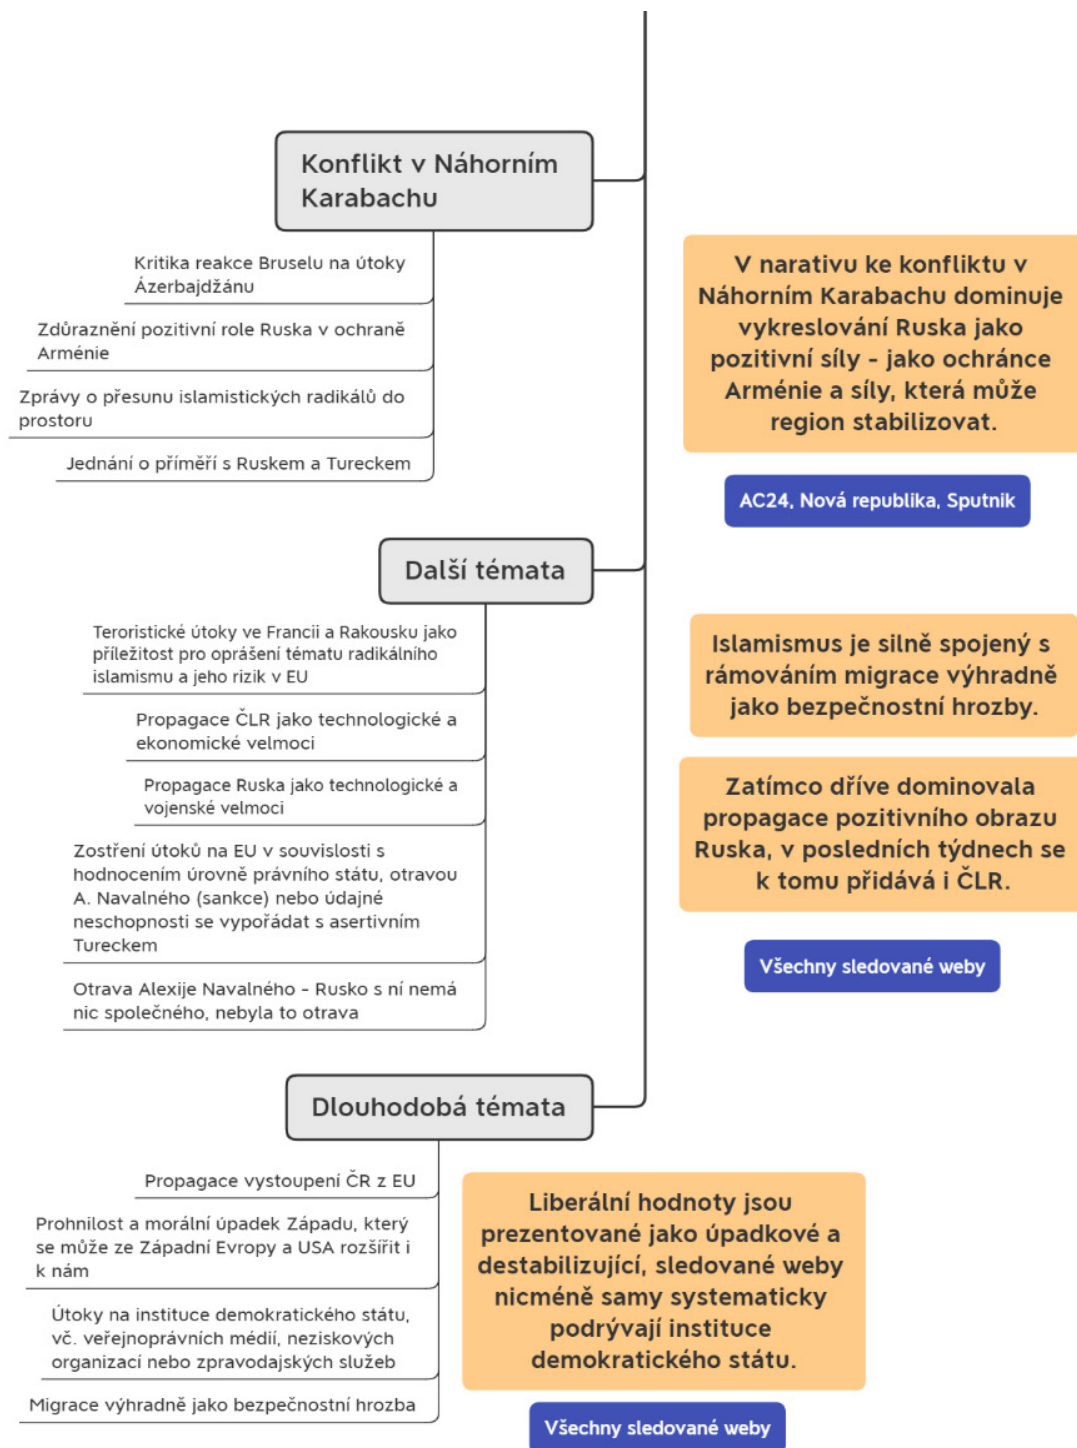 Konflikt v Náhorním
Karabachu
Kritika reakce Bruselu na útoky
Ázerbajdžánu
Zdůraznění pozitivní role Ruska v ochraně
Arménie
Zprávy o přesunu islamistických radikálů do
prostoru
Jednání o příměří s Ruskem a Tureckem
V narativu ke konfliktu v
Náhorním Karabachu dominuje
vykreslování Ruska jako
pozitivní síly - jako ochránce
Arménie a síly, která může
region stabilizovat.
AC24, Nová republika, Sputnik
Další témata
Teroristické útoky ve Francii a Rakousku jako
příležitost pro oprášení tématu radikálního
islamismu a jeho rizik v EU
Propagace ČLR jako technologické a
ekonomické velmoci
Propagace Ruska jako technologické a
vojenské velmoci
Zostření útoků na EU v souvislosti s
hodnocením úrovně právního státu, otravou
A. Navalného (sankce) nebo údajné
neschopnosti se vypořádat s asertivním
Tureckem
Otrava Alexije Navalného - Rusko s ní nemá
nic společného, nebyla to otrava
Islamismus je silně spojený s
rámováním migrace výhradně
jako bezpečnostní hrozby.
Zatímco dříve dominovala
propagace pozitivního obrazu
Ruska, v posledních týdnech se
k tomu přidává i ČLR.
Všechny sledované weby
Dlouhodobá témata
Propagace vystoupení ČR z EU
Prohnilost a morální úpadek Západu, který
se může ze Západní Evropy a USA rozšířit i
k nám
Útoky na instituce demokratického státu,
vč. veřejnoprávních médií, neziskových
organizací nebo zpravodajských služeb
Migrace výhradně jako bezpečnostní hrozba
Liberální hodnoty jsou
prezentované jako úpadkové a
destabilizující, sledované weby
nicméně samy systematicky
podrývají instituce
demokratického státu.
Všechny sledované weby